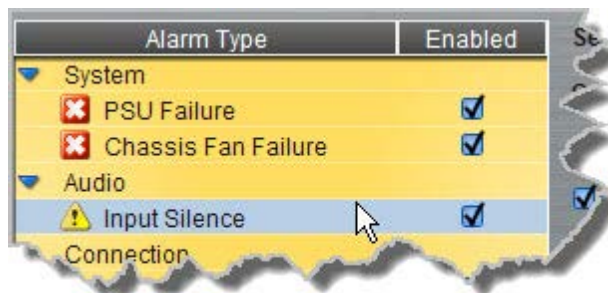 Alarm Type Enabled
System
PSU Failure
Chassis Fan Failure
Audio
Input Silence
Connection